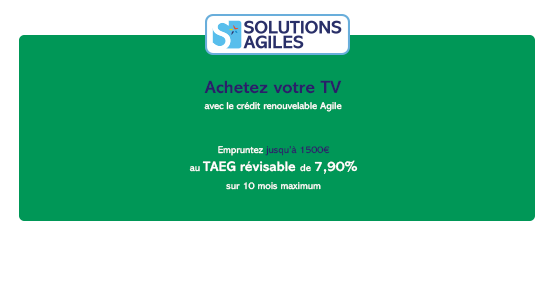 SOLUTIONS
AGILES
Achetez votre TV
avec le crédit renouvelable Agile
Empruntez jusqu'à 1500€
au TAEG révisable de 7,90%
sur 10 mois maximum